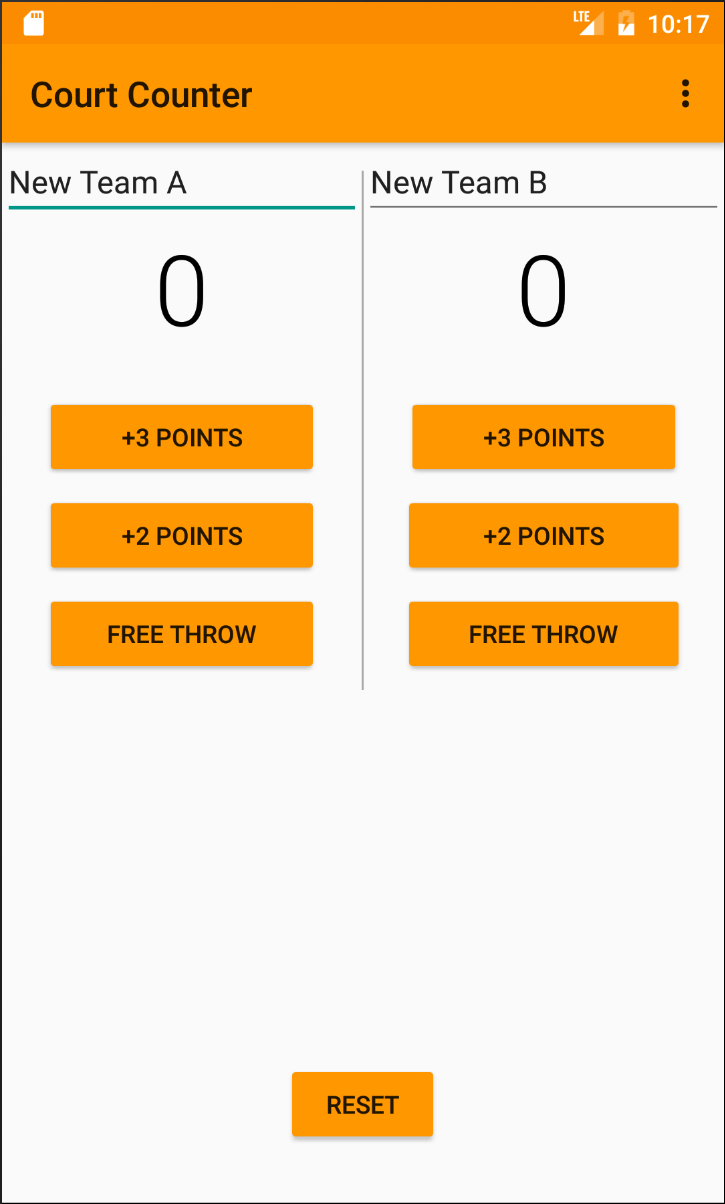 LTE 10:17
Court Counter
New Team A New Team B
0 0
+3 POINTS +3 POINTS
+2 POINTS +2 POINTS
FREE THROW FREE THROW
RESET